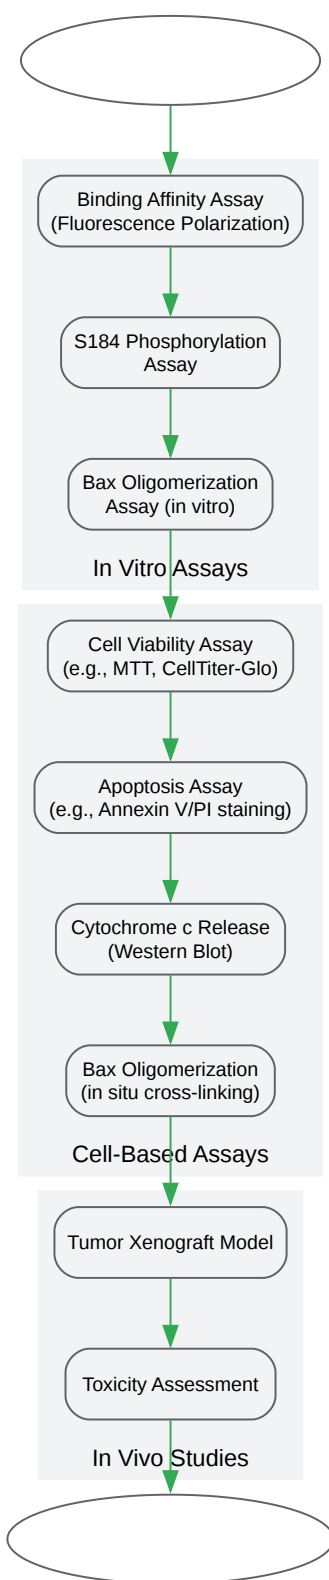 Binding Affinity Assay
(Fluorescence Polarization)
S184 Phosphorylation
Assay
Bax Oligomerization
Assay (in vitro)
In Vitro Assays
Cell Viability Assay
(e.g., MTT, CellTiter-Glo)
Apoptosis Assay
(e.g., Annexin V/PI staining)
Cytochrome c Release
(Western Blot)
Bax Oligomerization
(in situ cross-linking)
Cell-Based Assays
Tumor Xenograft Model
Toxicity Assessment
In Vivo Studies